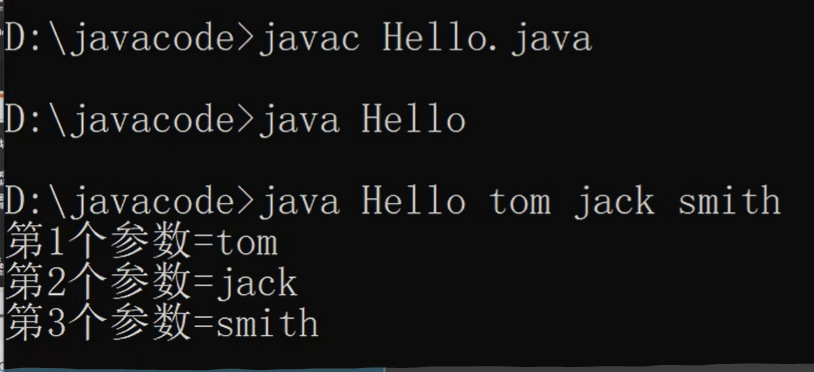 D:\javacode>javac Hello.java
D:\javacode>java Hello
D:\javacode>java Hello tom jack smith
第1个参数=tom
第2个参数=jack
第3个参数=smith